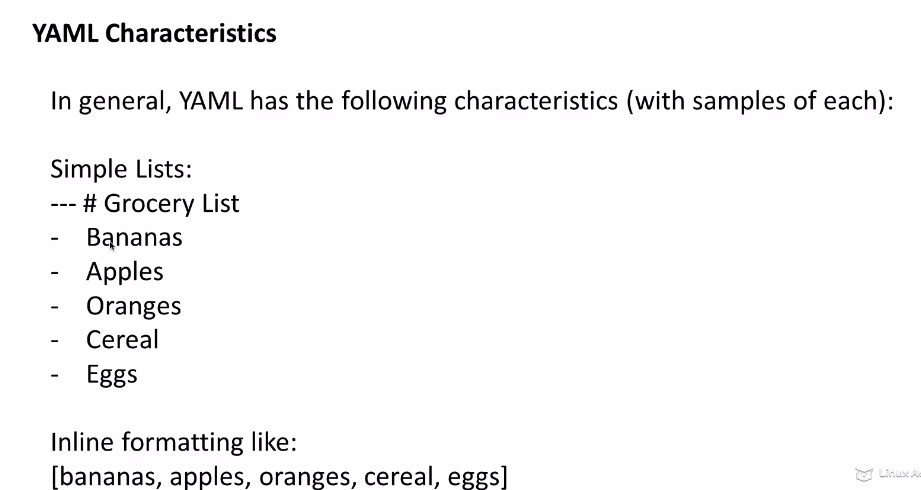 YAML Characteristics
In general, YAML has the following characteristics (with samples of each):
Simple Lists:
--- # Grocery List
- Bananas
- Apples
- Oranges
- Cereal
- Eggs
Inline formatting like:
[bananas, apples, oranges, cereal, eggs]
Linux